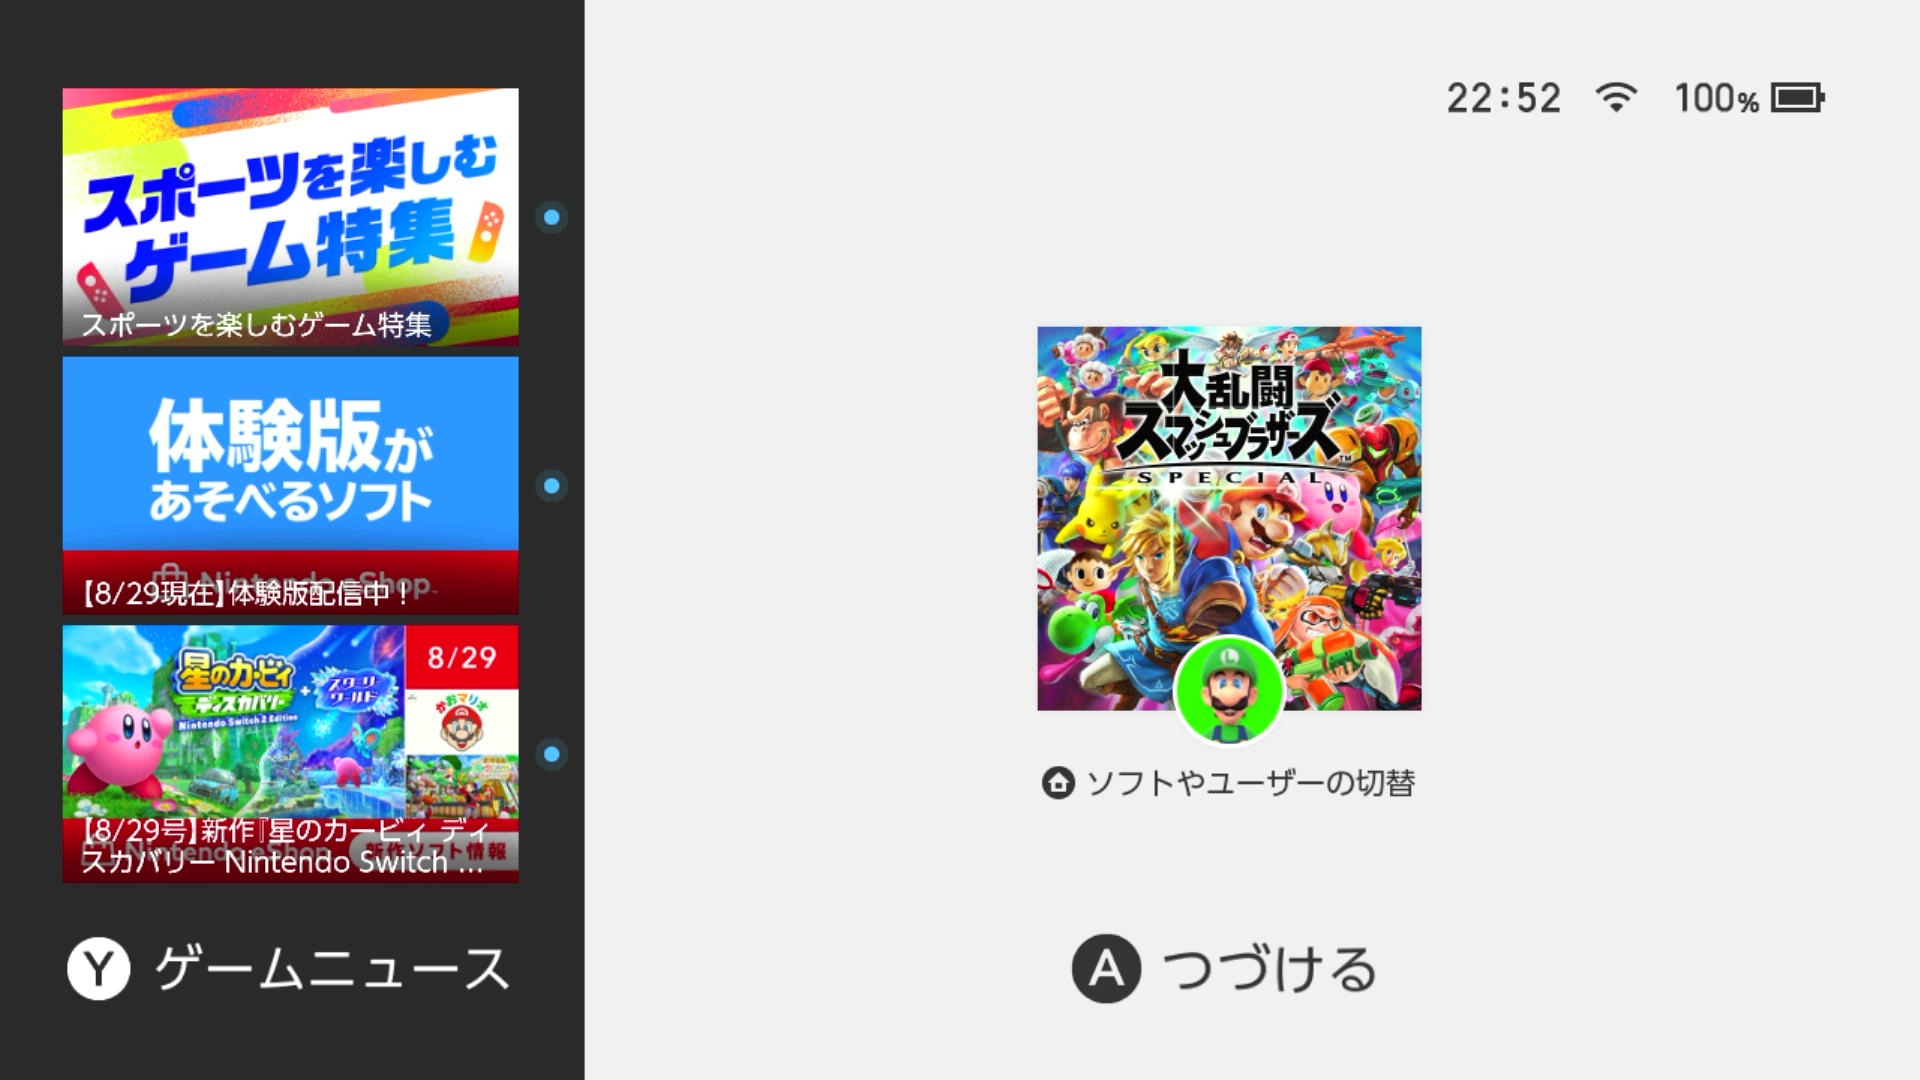 スポーツを楽しむ
ゲーム特集
スポーツを楽しむゲーム特集
体験版が
あそべるソフト
Nintendo eShop
【8/29現在】体験版配信中！
星のカービィ
ディスカバリー
Nintendo Switch 2 Edition
+ スターリーワールド
8/29
かおマリオ
【8/29号】新作『星のカービィ ディ
スカバリー Nintendo Switch ...
Nintendo eShop
新作ソフト情報
Y ゲームニュース
22:52 100%
大乱闘
スマッシュブラザーズ™
SPECIAL
L
ソフトやユーザーの切替
A つづける